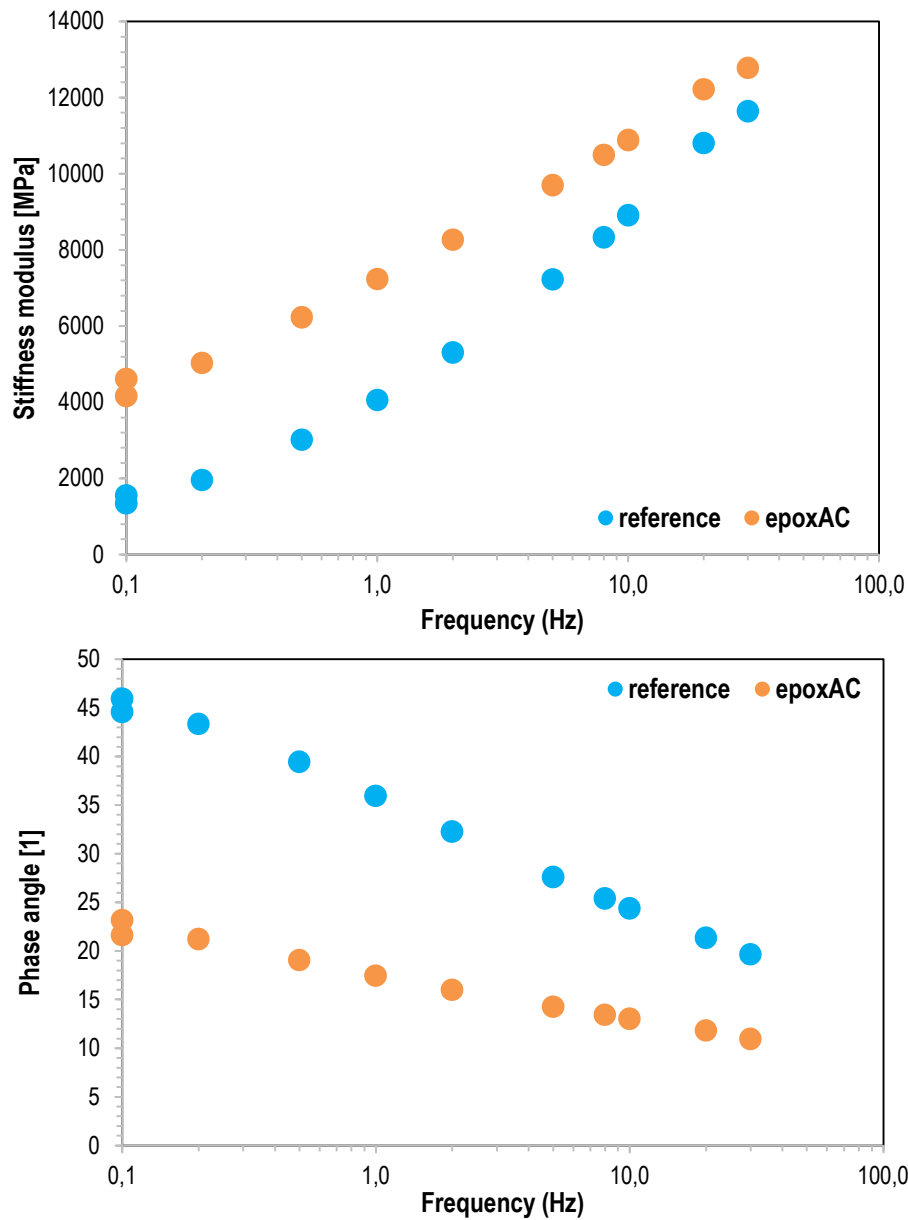 14000
12000
10000
8000
6000
4000
2000
0
Stiffness modulus [MPa]
reference epoxAC
0,1 1,0 10,0 100,0
Frequency (Hz)
50
45
40
35
30
25
20
15
10
5
0
Phase angle [1]
reference epoxAC
0,1 1,0 10,0 100,0
Frequency (Hz)